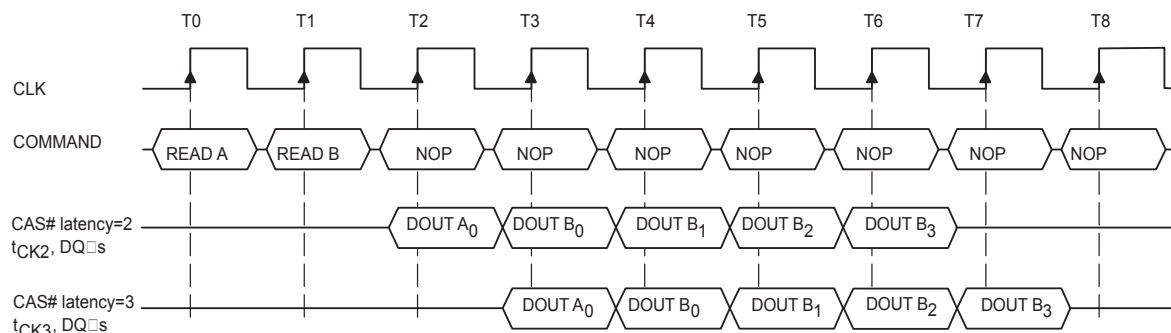 T0 T1 T2 T3 T4 T5 T6 T7 T8
CLK
COMMAND READ A READ B NOP NOP NOP NOP NOP NOP NOP
CAS# latency=2 DOUT A0 DOUT B0 DOUT B1 DOUT B2 DOUT B3
tCK2, DQ□s
CAS# latency=3 DOUT A0 DOUT B0 DOUT B1 DOUT B2 DOUT B3
tCK3, DQ□s